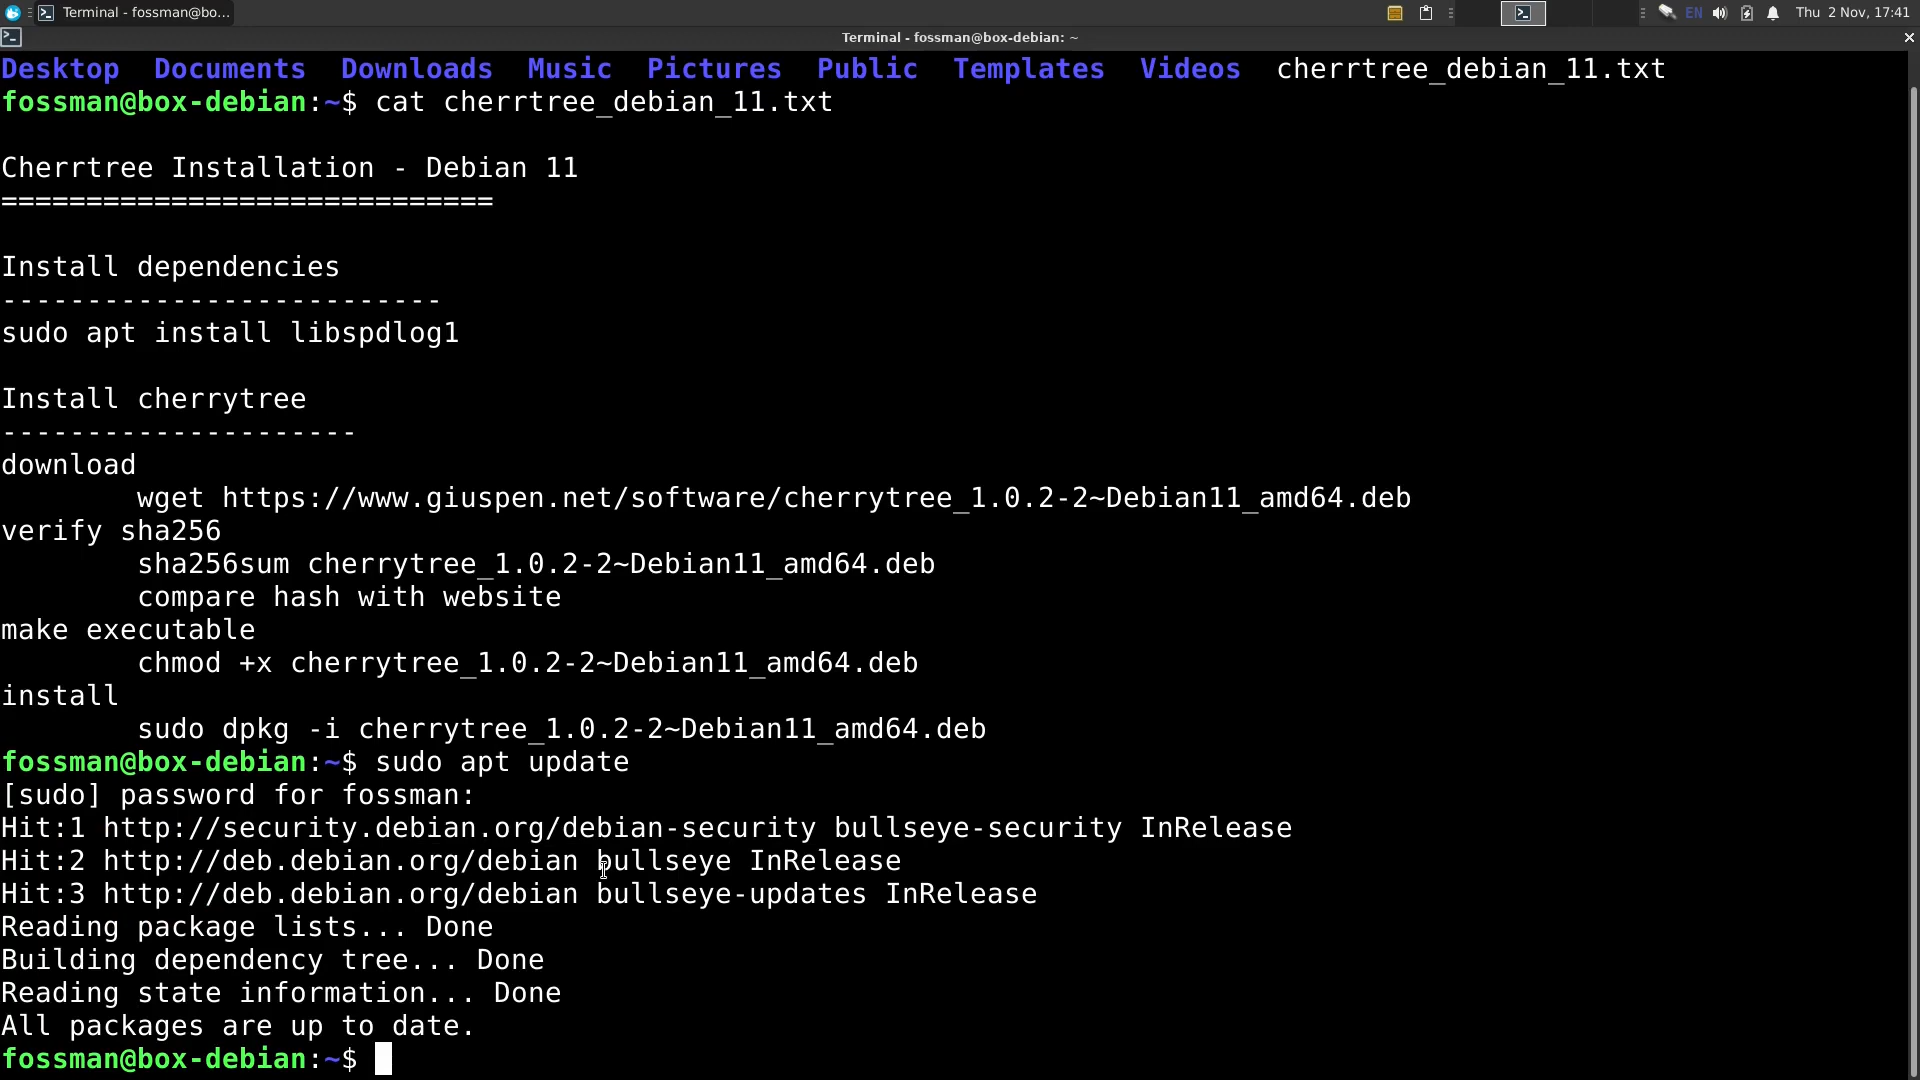 Terminal - fossman@bo...
EN
Thu 2 Nov, 17:41
Terminal - fossman@box-debian: ~
Desktop  Documents  Downloads  Music  Pictures  Public  Templates  Videos  cherrtree_debian_11.txt
fossman@box-debian:~$ cat cherrtree_debian_11.txt

Cherrtree Installation - Debian 11
=============================

Install dependencies
--------------------------
sudo apt install libspdlog1

Install cherrytree
---------------------
download
        wget https://www.giuspen.net/software/cherrytree_1.0.2-2~Debian11_amd64.deb
verify sha256
        sha256sum cherrytree_1.0.2-2~Debian11_amd64.deb
        compare hash with website
make executable
        chmod +x cherrytree_1.0.2-2~Debian11_amd64.deb
install
        sudo dpkg -i cherrytree_1.0.2-2~Debian11_amd64.deb
fossman@box-debian:~$ sudo apt update
[sudo] password for fossman:
Hit:1 http://security.debian.org/debian-security bullseye-security InRelease
Hit:2 http://deb.debian.org/debian bullseye InRelease
Hit:3 http://deb.debian.org/debian bullseye-updates InRelease
Reading package lists... Done
Building dependency tree... Done
Reading state information... Done
All packages are up to date.
fossman@box-debian:~$